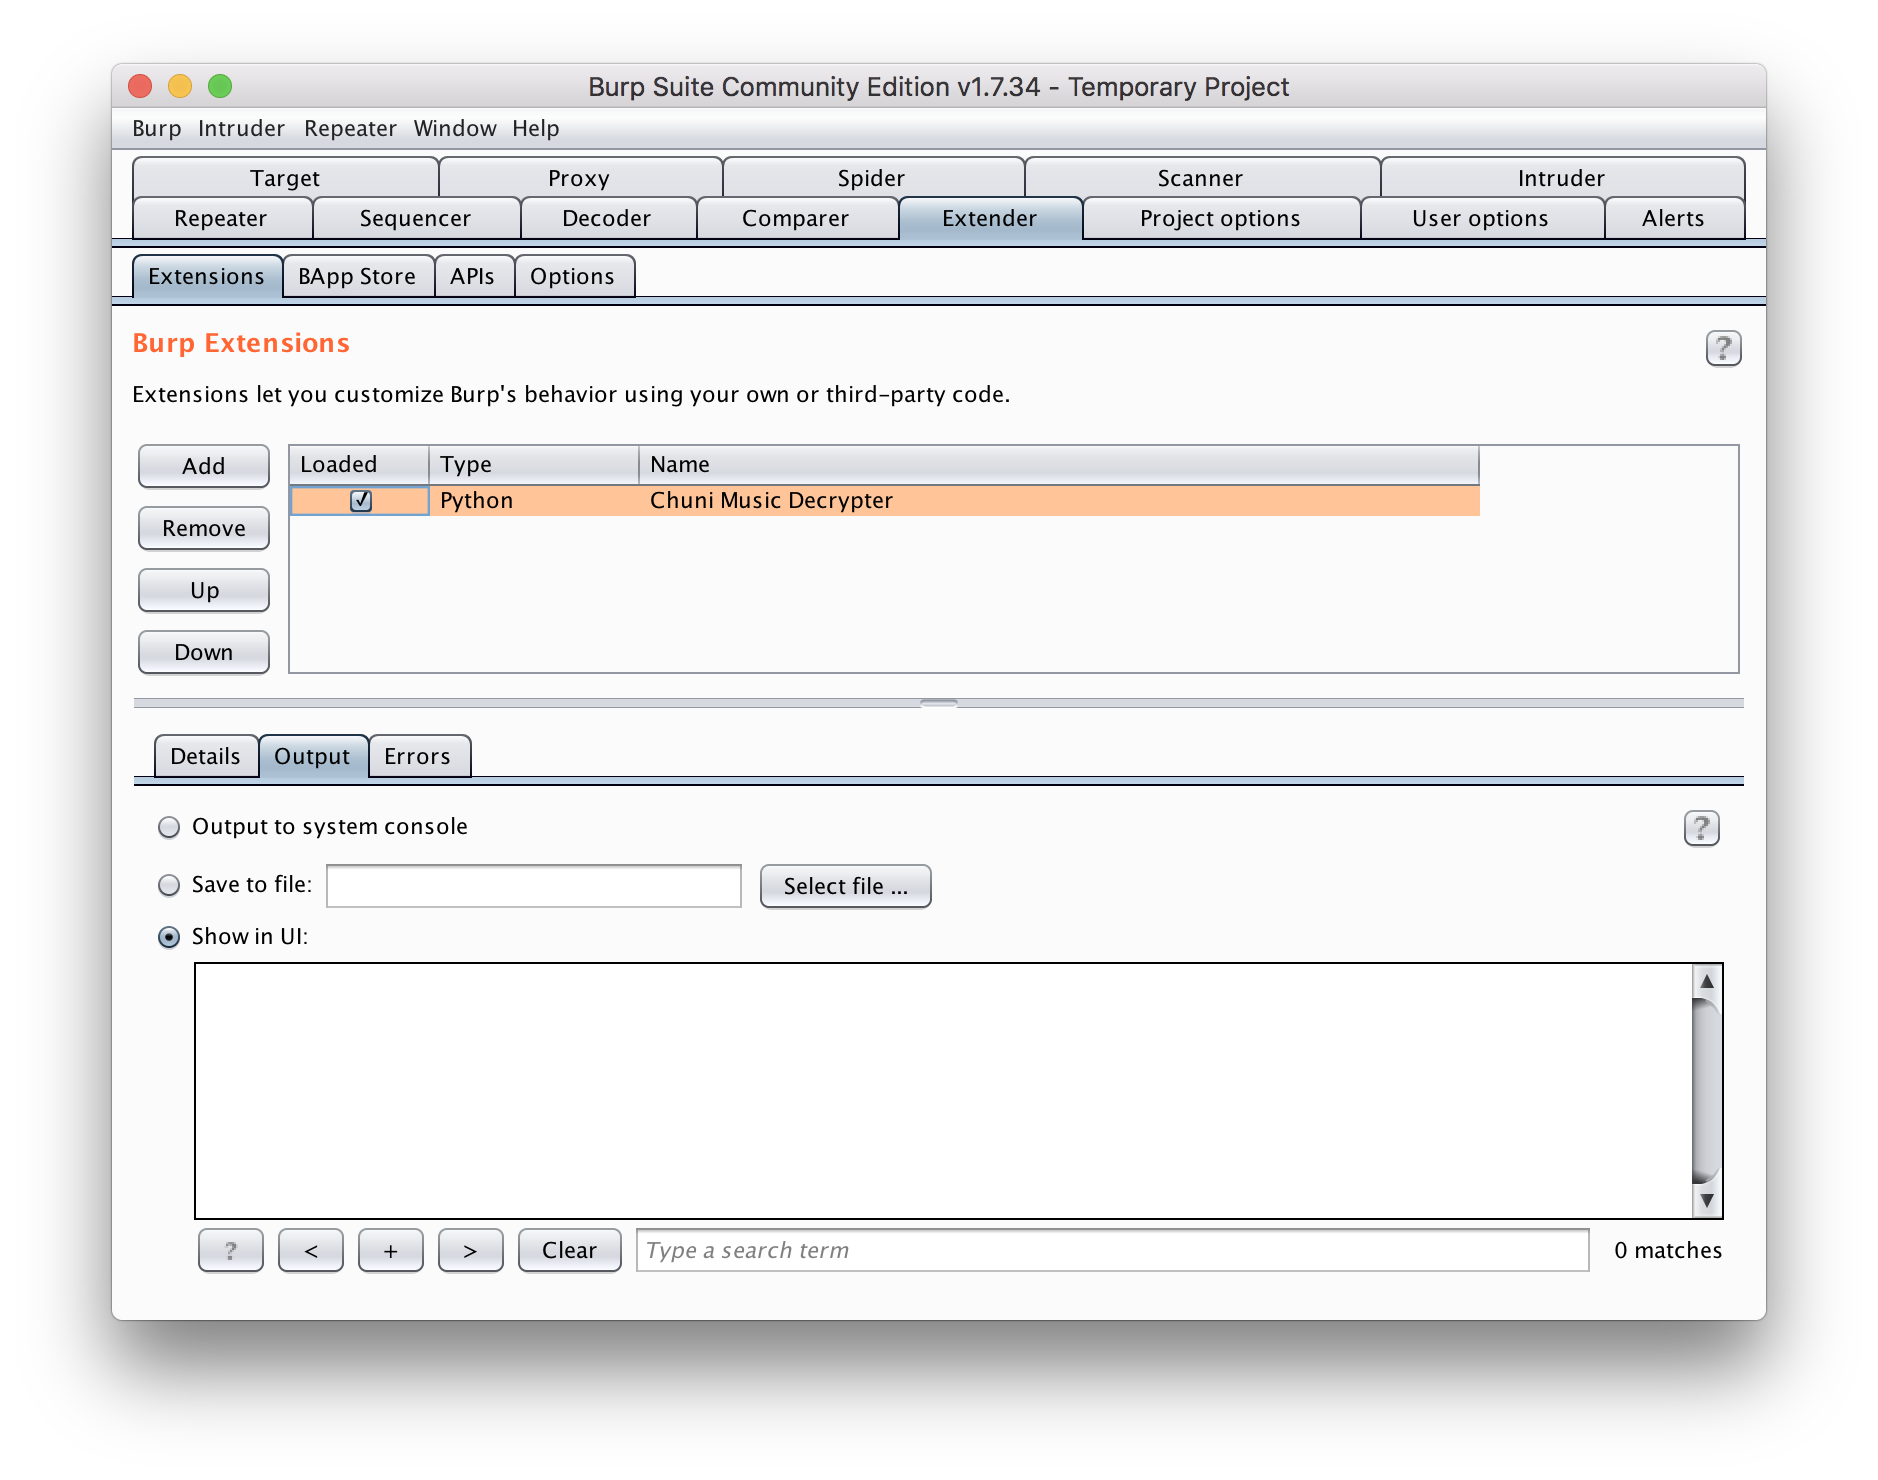 Burp Suite Community Edition v1.7.34 - Temporary Project
Burp Intruder Repeater Window Help
Target Proxy Spider Scanner Intruder
Repeater Sequencer Decoder Comparer Extender Project options User options Alerts
Extensions BApp Store APIs Options
Burp Extensions
?
Extensions let you customize Burp's behavior using your own or third-party code.
Add
Remove
Up
Down
Loaded Type Name
Python Chuni Music Decrypter
Details Output Errors
Output to system console
?
Save to file: Select file ...
Show in UI:
? < + > Clear Type a search term 0 matches